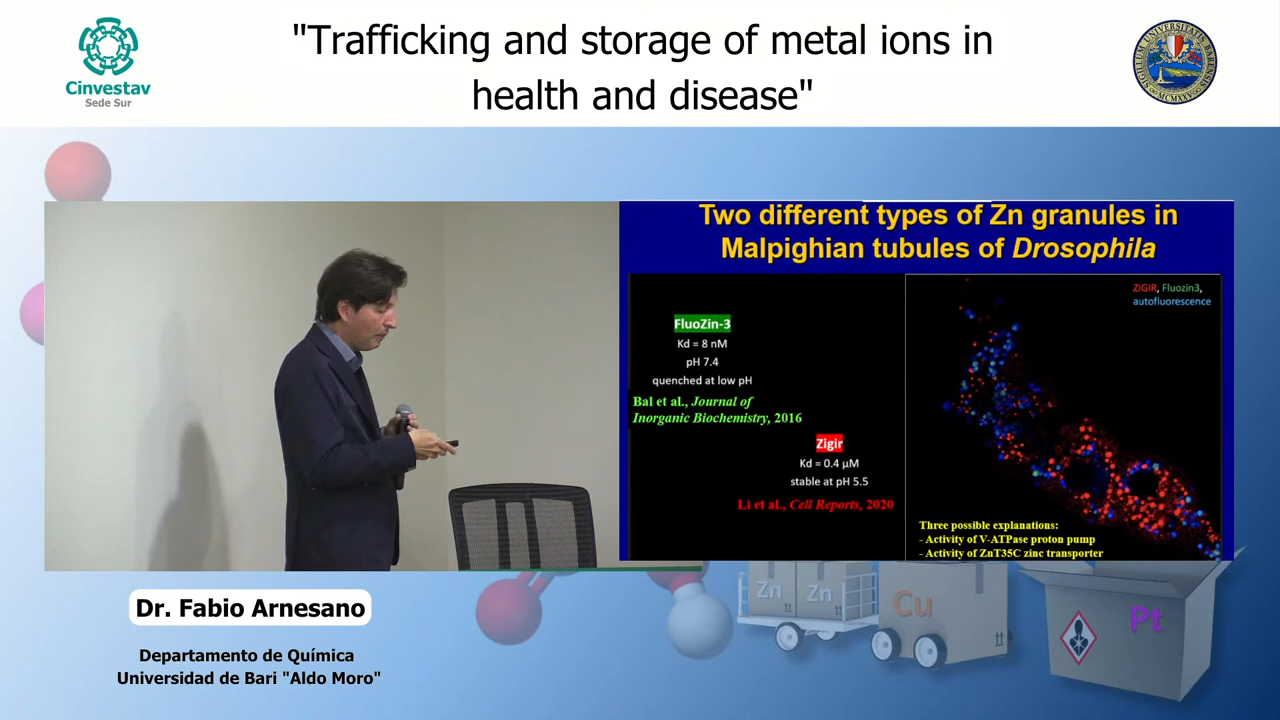 "Trafficking and storage of metal ions in
health and disease"
Cinvestav
Sede Sur
Two different types of Zn granules in
Malpighian tubules of Drosophila
FluoZin-3
Kd = 8 nM
pH 7.4
quenched at low pH
Bal et al., Journal of
Inorganic Biochemistry, 2016
Zigir
Kd = 0.4 µM
stable at pH 5.5
Li et al., Cell Reports, 2020
ZIGIR, Fluozin3,
autofluorescence
Three possible explanations:
- Activity of V-ATPase proton pump
- Activity of ZnT35C zinc transporter
Zn
Zn
Cu
Pt
Dr. Fabio Arnesano
Departamento de Química
Universidad de Bari "Aldo Moro"